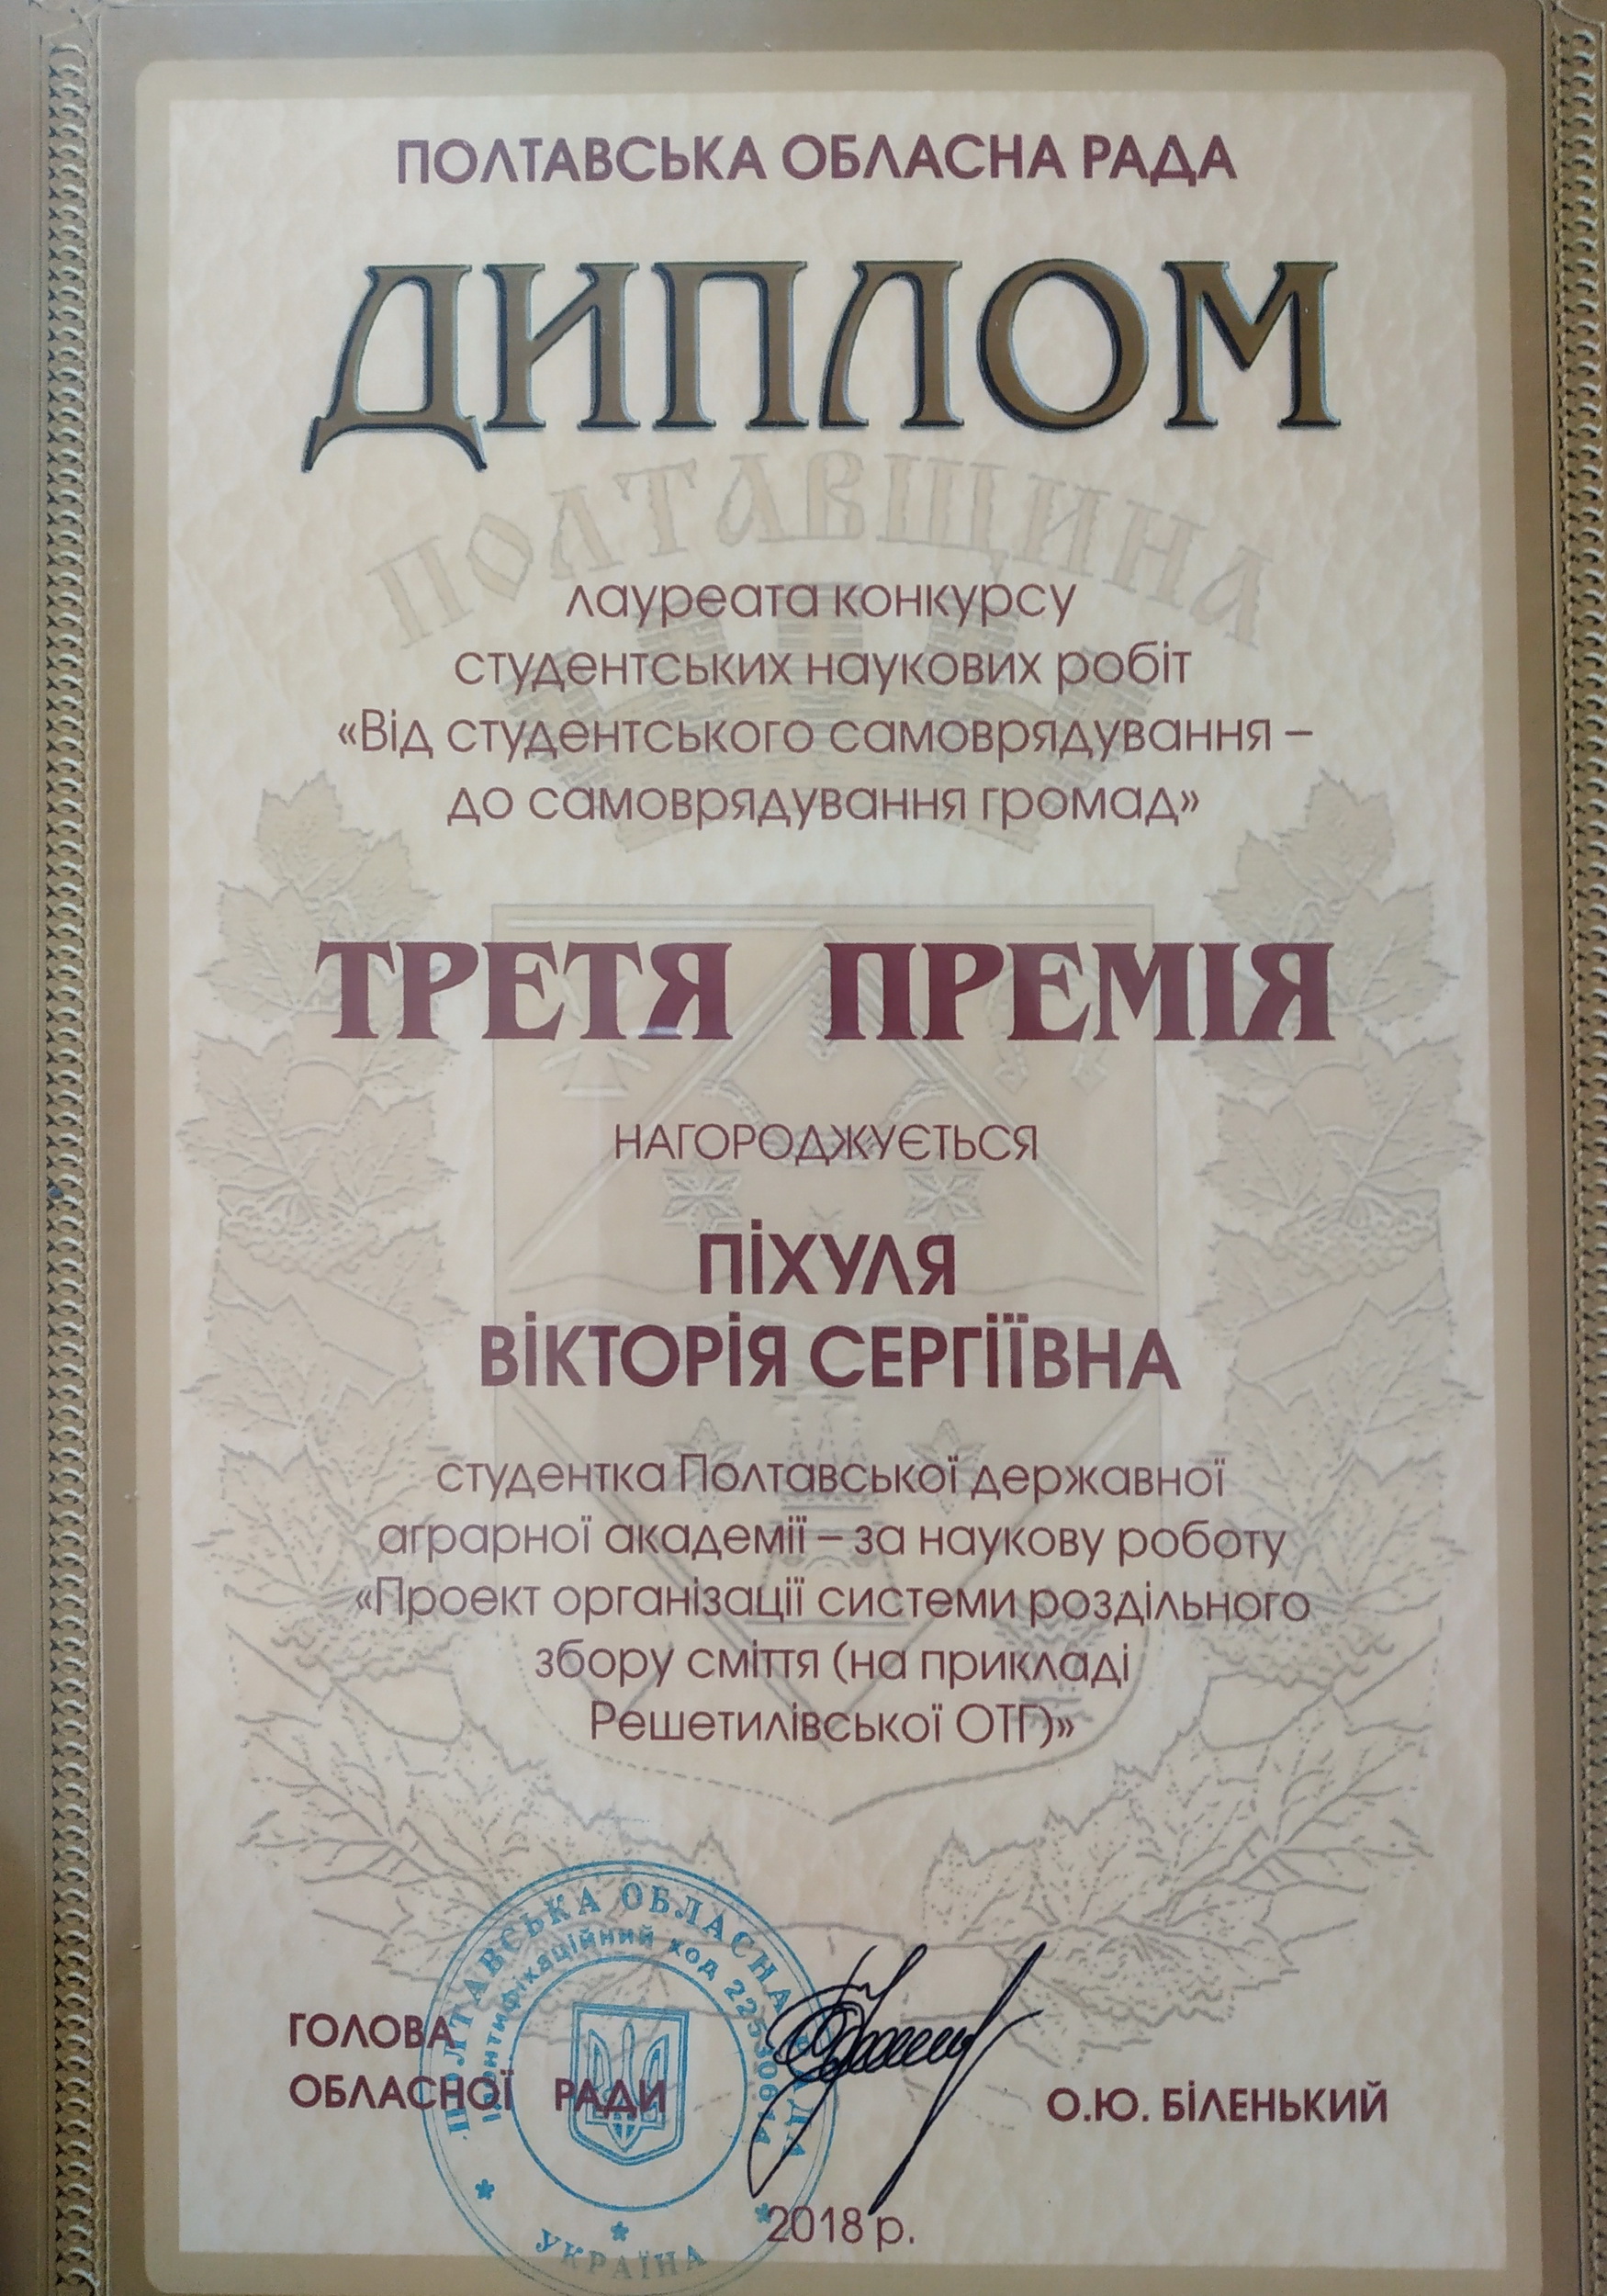 ПОЛТАВСЬКА ОБЛАСНА РАДА
ДИПЛОМ
ПОЛТАВЩИНА
лауреата конкурсу
студентських наукових робіт
«Від студентського самоврядування –
до самоврядування громад»
ТРЕТЯ ПРЕМІЯ
НАГОРОДЖУЄТЬСЯ
ПІХУЛЯ
ВІКТОРІЯ СЕРГІЇВНА
студентка Полтавської державної
аграрної академії – за наукову роботу
«Проект організації системи роздільного
збору сміття (на прикладі
Решетилівської ОТГ)»
ПОЛТАВСЬКА ОБЛАСНА РАДА
Ідентифікаційний код
УКРАЇНА
ГОЛОВА
ОБЛАСНОЇ РАДИ
О.Ю. БІЛЕНЬКИЙ
2018 р.